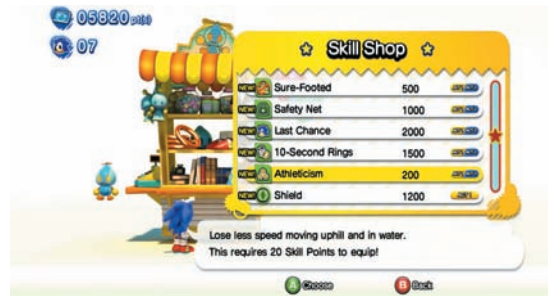 05820 pt(s)
07
Skill Shop
NEW! Sure-Footed 500
NEW! Safety Net 1000
NEW! Last Chance 2000
NEW! 10-Second Rings 1500
NEW! Athleticism 200
NEW! Shield 1200
Lose less speed moving uphill and in water.
This requires 20 Skill Points to equip!
A Choose
B Back